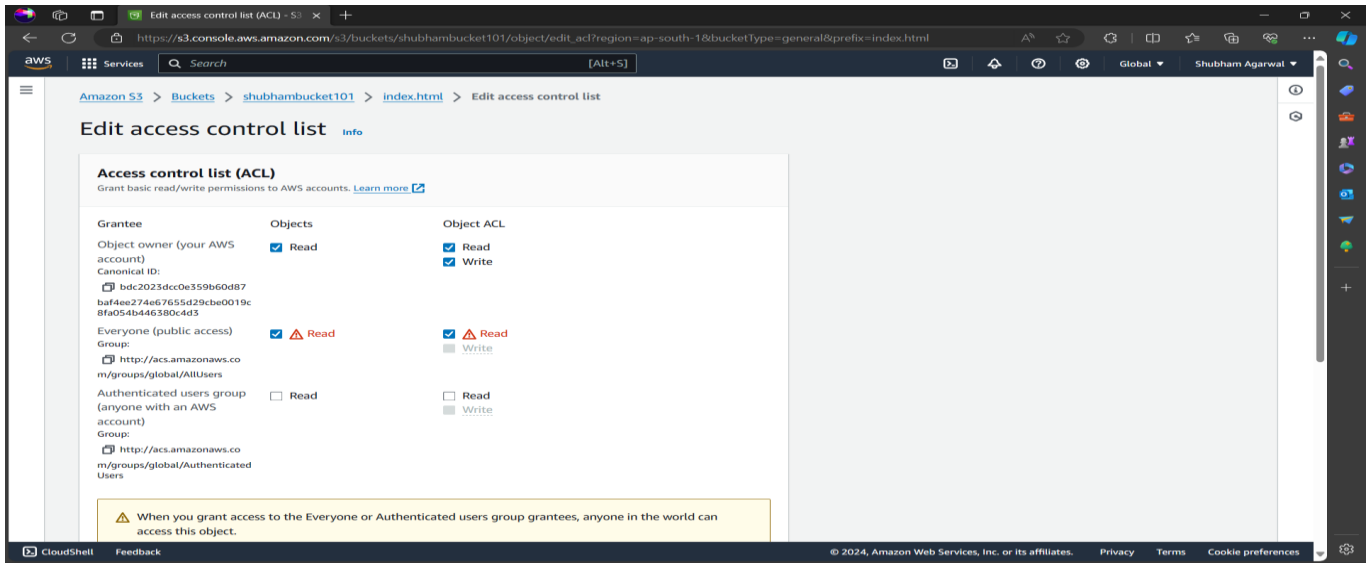 Edit access control list (ACL) - S3
https://s3.console.aws.amazon.com/s3/buckets/shubhambucket101/object/edit_acl?region=ap-south-1&bucketType=general&prefix=index.html
aws Services Search [Alt+S] Global Shubham Agarwal
Amazon S3 > Buckets > shubhambucket101 > index.html > Edit access control list
Edit access control list Info
Access control list (ACL)
Grant basic read/write permissions to AWS accounts. Learn more
Grantee Objects Object ACL
Object owner (your AWS Read Read
account) Write
Canonical ID:
bdc2023dcc0e359b60d87
baf4ee274e67655d29cbe0019c
8fa054b446380c4d3
Everyone (public access) Read Read
Group: Write
http://acs.amazonaws.co
m/groups/global/AllUsers
Authenticated users group Read Read
(anyone with an AWS Write
account)
Group:
http://acs.amazonaws.co
m/groups/global/Authenticated
Users
When you grant access to the Everyone or Authenticated users group grantees, anyone in the world can
access this object.
CloudShell Feedback © 2024, Amazon Web Services, Inc. or its affiliates. Privacy Terms Cookie preferences